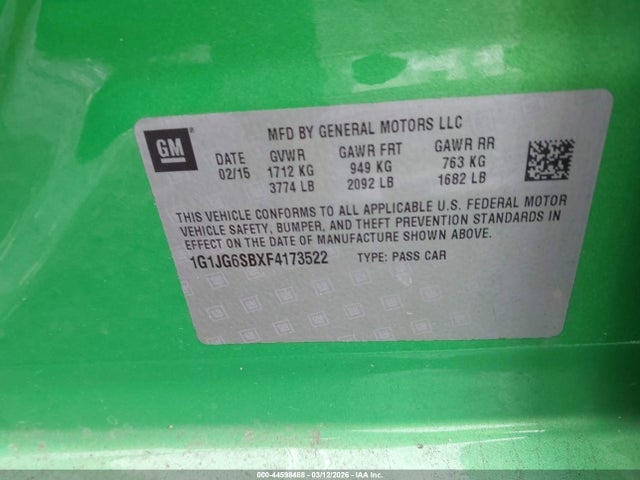 GM
MFD BY GENERAL MOTORS LLC
DATE GVWR GAWR FRT GAWR RR
02/15 1712 KG 949 KG 763 KG
3774 LB 2092 LB 1682 LB
THIS VEHICLE CONFORMS TO ALL APPLICABLE U.S. FEDERAL MOTOR
VEHICLE SAFETY, BUMPER, AND THEFT PREVENTION STANDARDS IN
EFFECT ON THE DATE OF MANUFACTURE SHOWN ABOVE.
1G1JG6SBXF4173522 TYPE: PASS CAR
000-44598468 - 03/12/2026 - IAA Inc.